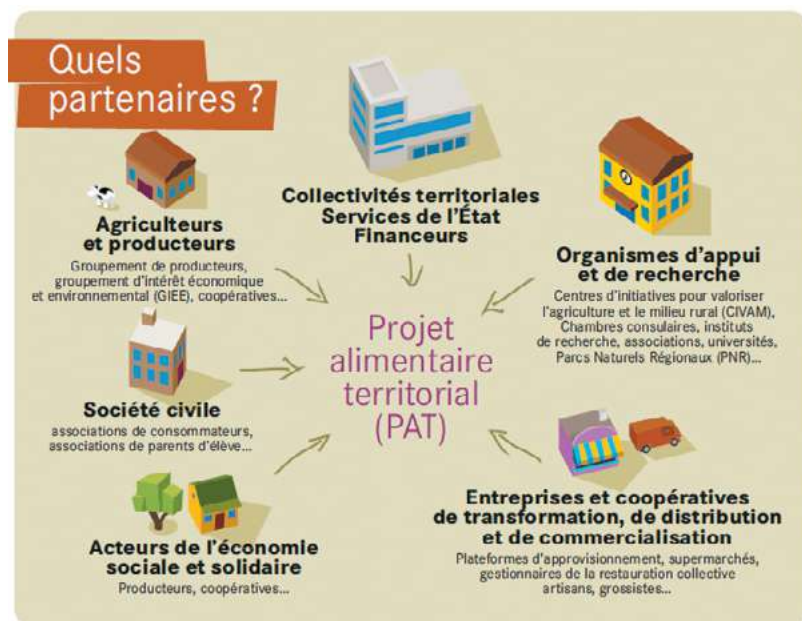 Quels
partenaires ?
Agriculteurs
et producteurs
Groupement de producteurs,
groupement d'intérêt économique
et environnemental (GIEE), coopératives...
Collectivités territoriales
Services de l'État
Financeurs
Organismes d'appui
et de recherche
Centres d'initiatives pour valoriser
l'agriculture et le milieu rural (CIVAM),
Chambres consulaires, instituts
de recherche, associations, universités,
Parcs Naturels Régionaux (PNR)...
Projet
alimentaire
territorial
(PAT)
Société civile
associations de consommateurs,
associations de parents d'élève...
Acteurs de l'économie
sociale et solidaire
Producteurs, coopératives...
Entreprises et coopératives
de transformation, de distribution
et de commercialisation
Plateformes d'approvisionnement, supermarchés,
gestionnaires de la restauration collective
artisans, grossistes...